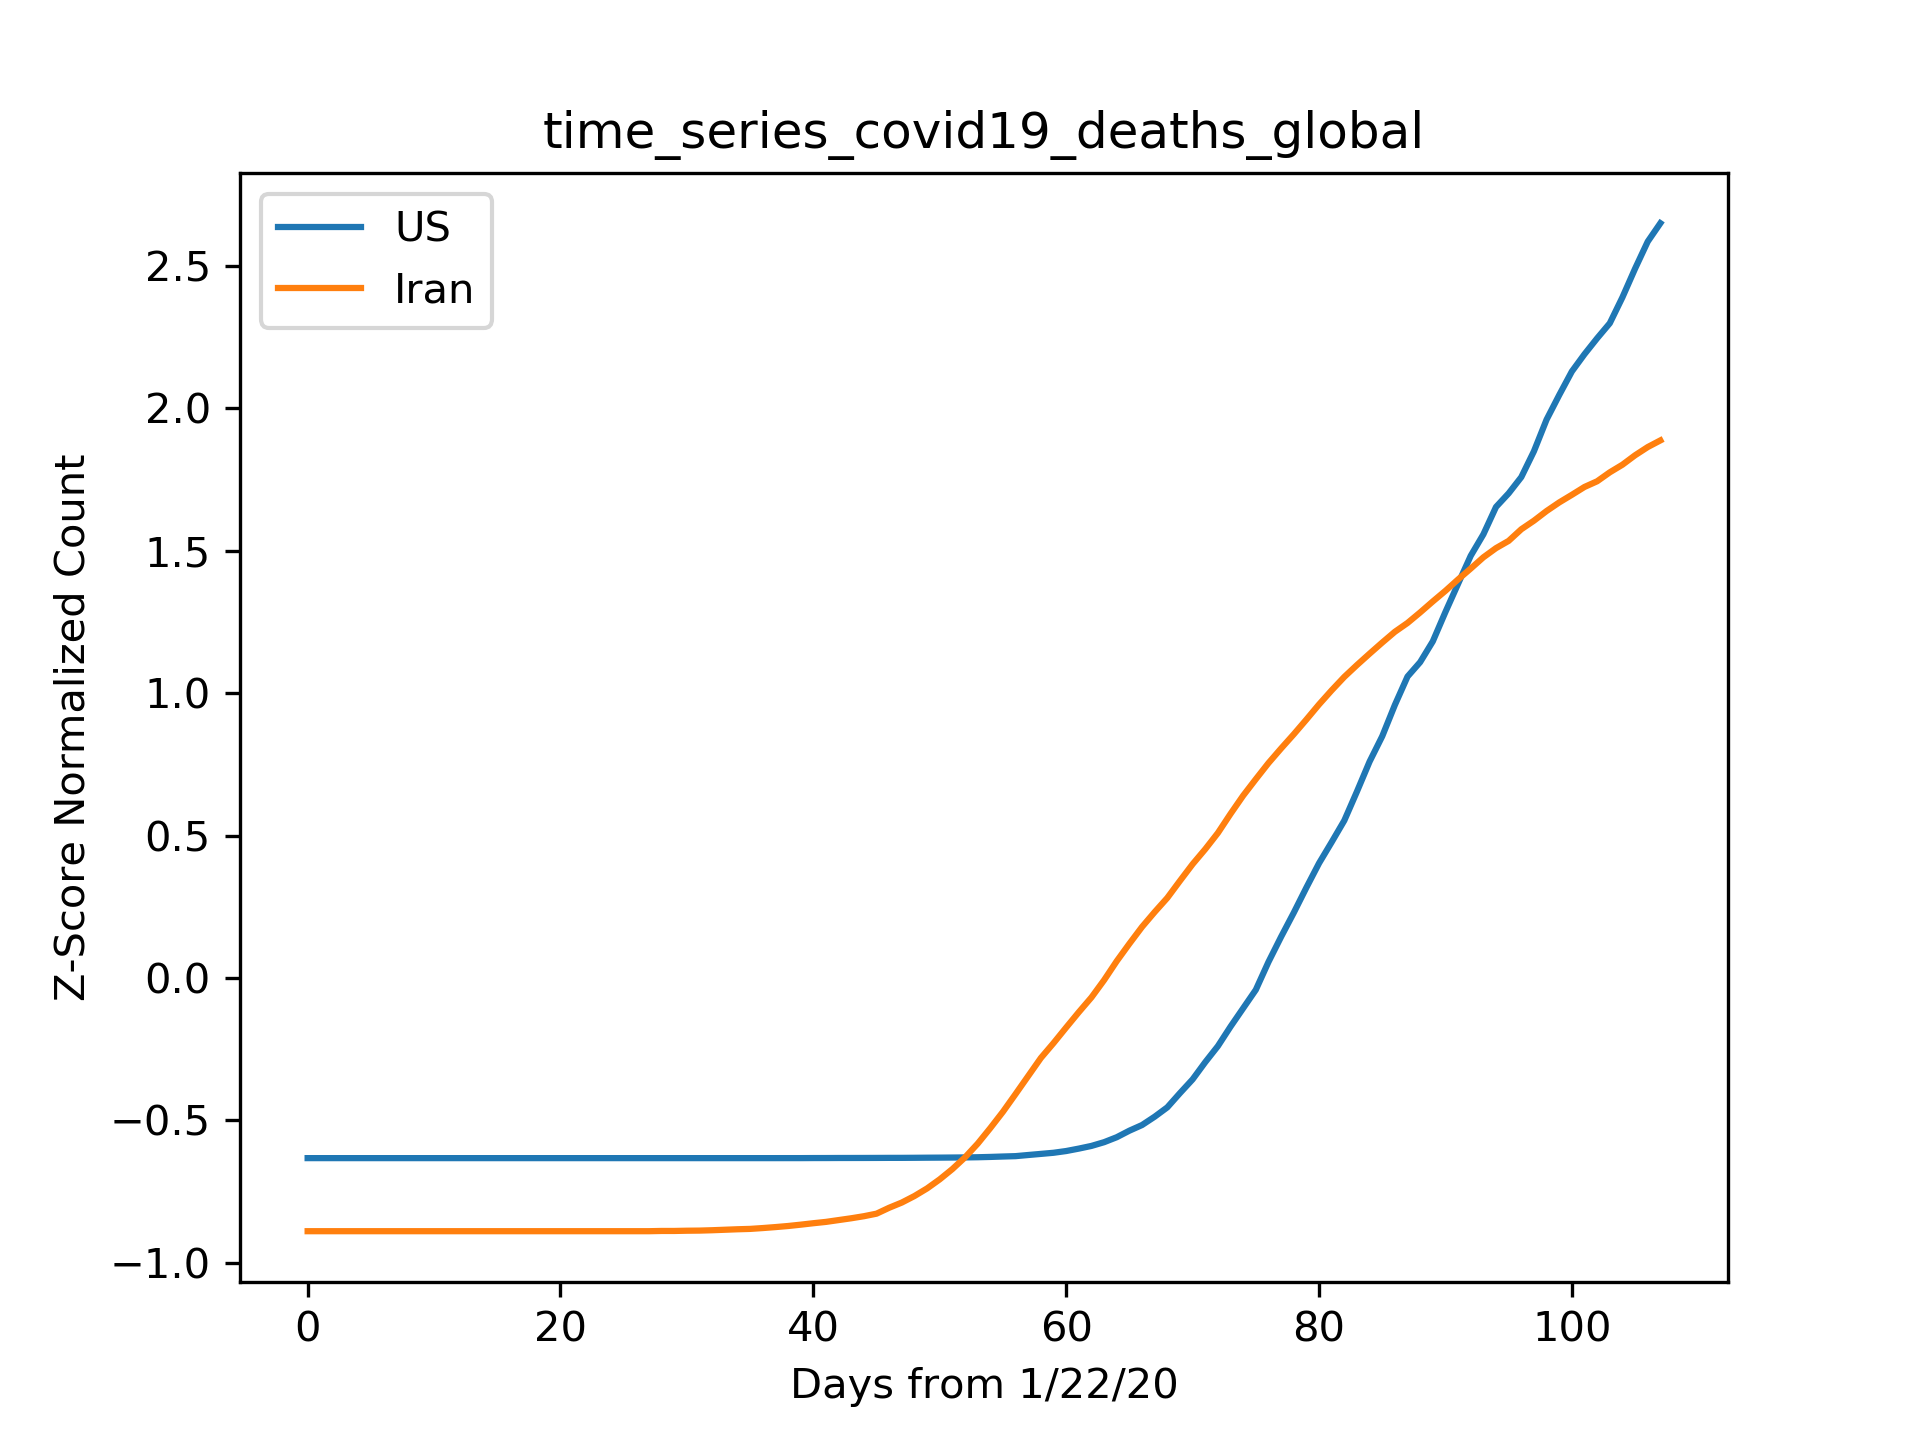 time_series_covid19_deaths_global
US
Iran
2.5
2.0
1.5
1.0
0.5
0.0
−0.5
−1.0
Z-Score Normalized Count
0 20 40 60 80 100
Days from 1/22/20